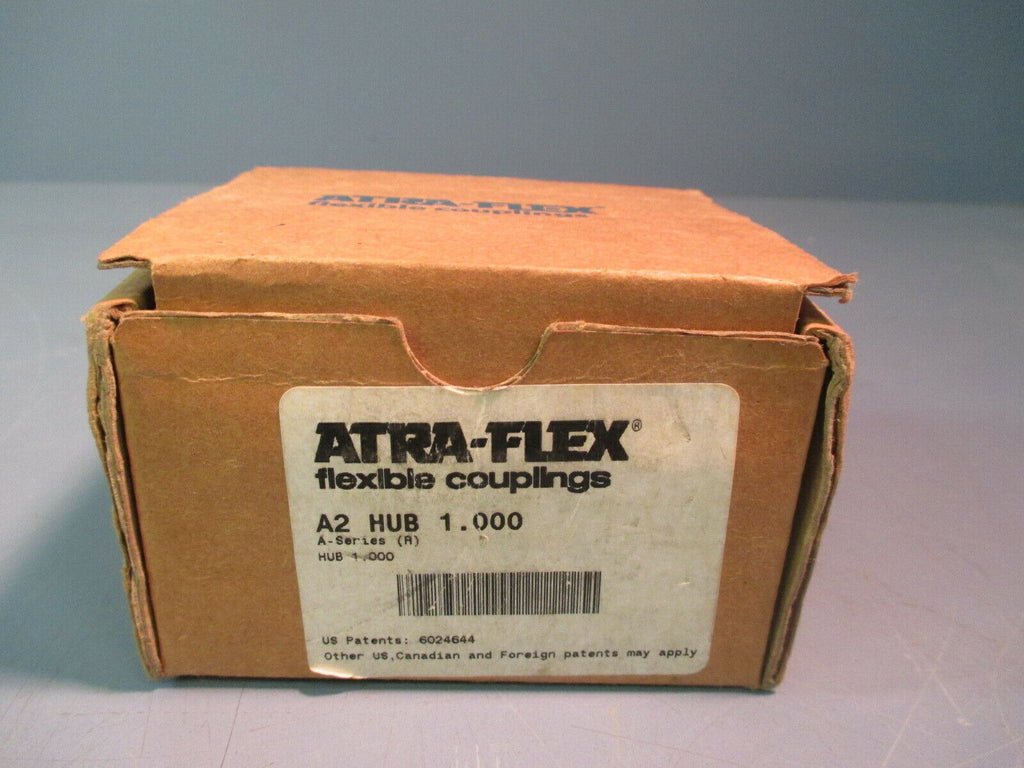 ATRA-FLEX
flexible couplings
ATRA-FLEX®
flexible couplings
A2 HUB 1.000
A-Series (A)
HUB 1.000
US Patents: 6024644
Other US,Canadian and Foreign patents may apply